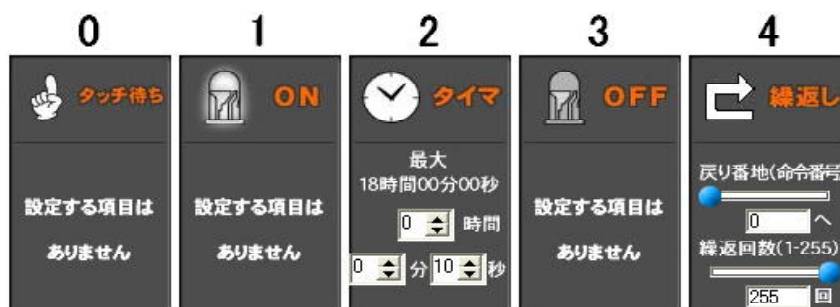 0
タッチ待ち
設定する項目は
ありません
1
ON
設定する項目は
ありません
2
タイマ
最大
18時間00分00秒
0 時間
0 分 10 秒
3
OFF
設定する項目は
ありません
4
繰返し
戻り番地(命令番号
0 へ
繰返回数(1-255)
255 回